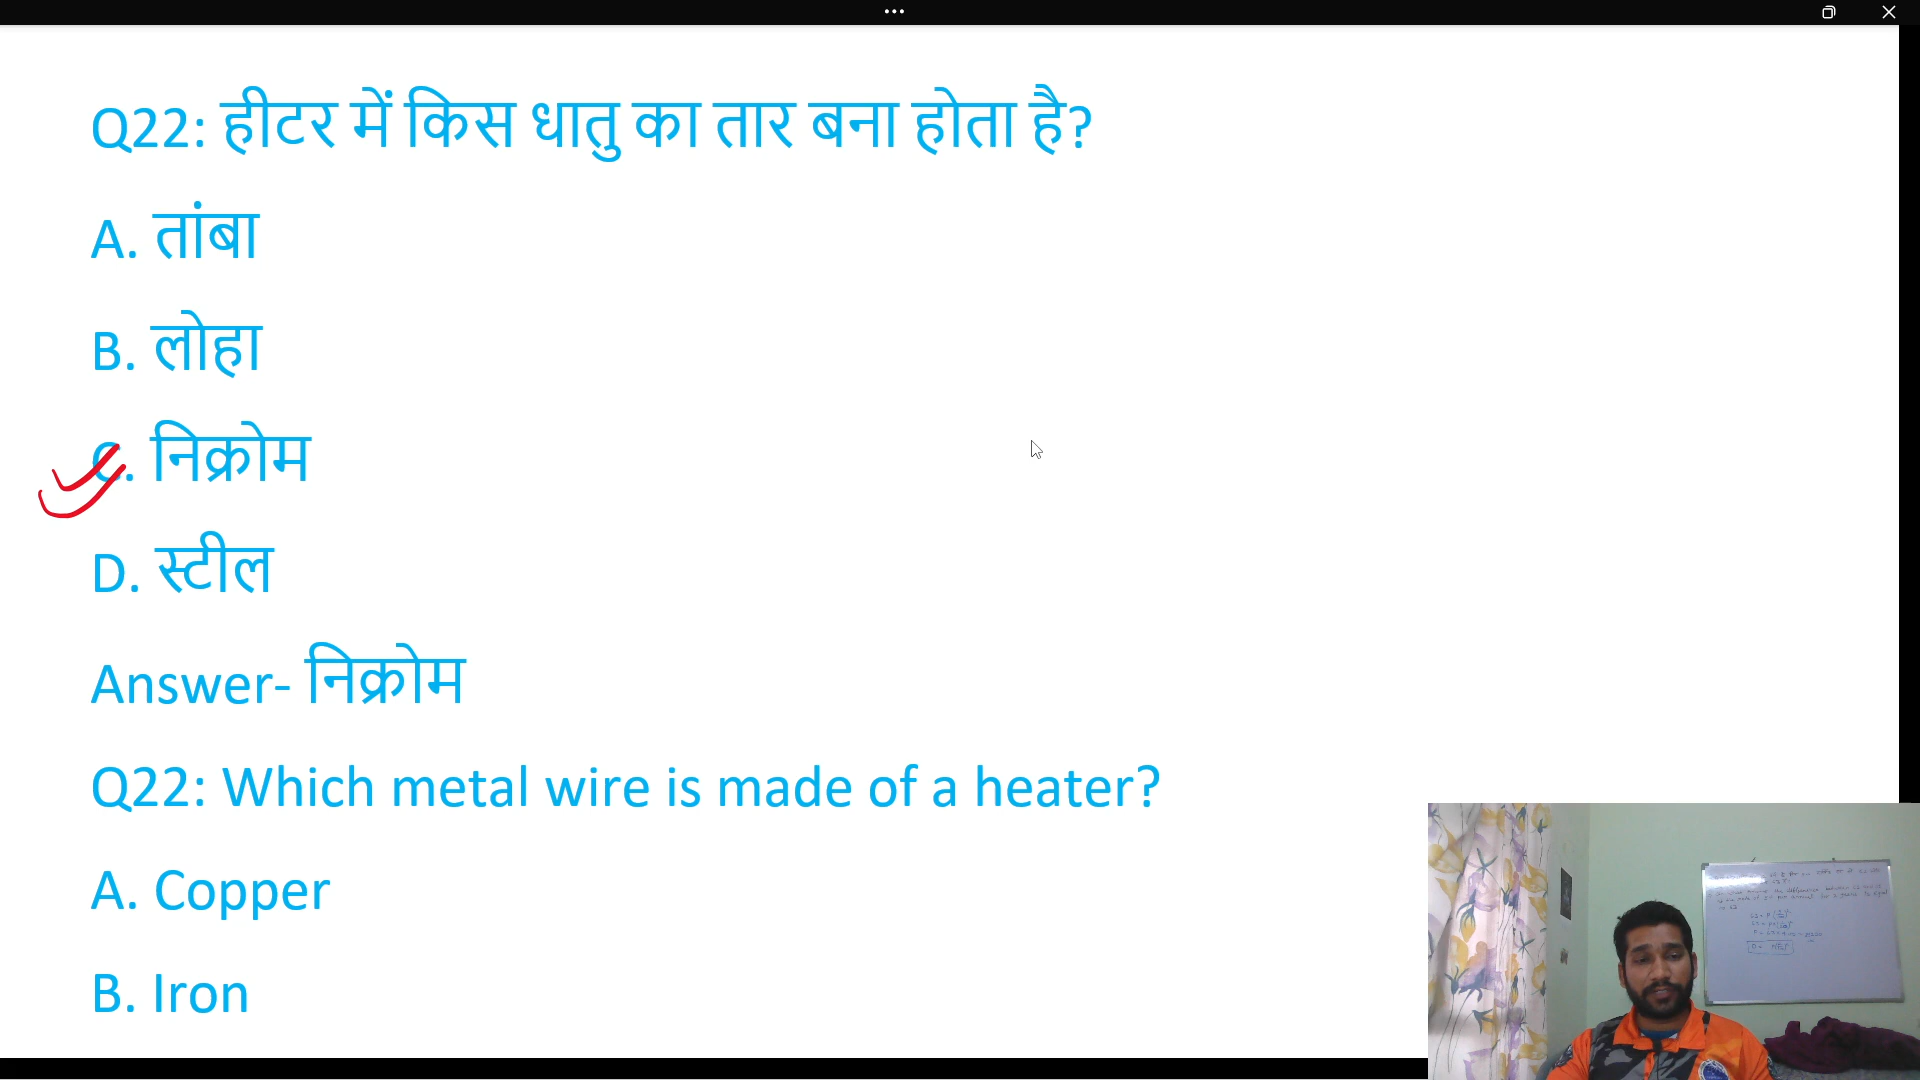 Q22: हीटर में किस धातु का तार बना होता है?
A. तांबा
B. लोहा
C. निक्रोम
D. स्टील
Answer- निक्रोम
Q22: Which metal wire is made of a heater?
A. Copper
B. Iron